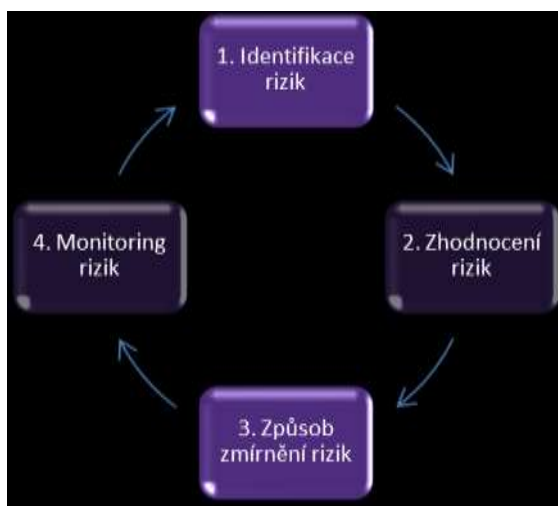 1. Identifikace
rizik
2. Zhodnocení
rizik
3. Způsob
zmírnění rizik
4. Monitoring
rizik